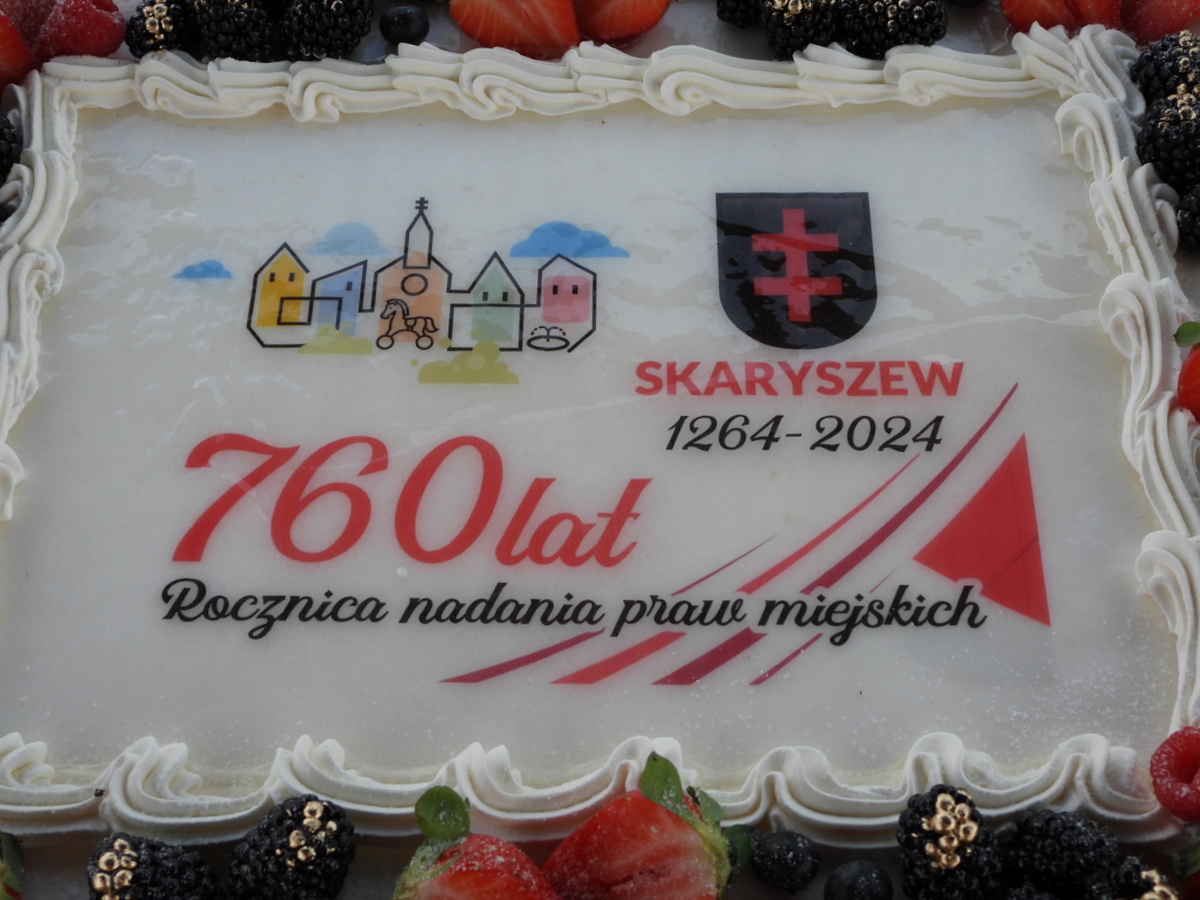 SKARYSZEW
1264-2024
760 lat
Rocznica nadania praw miejskich